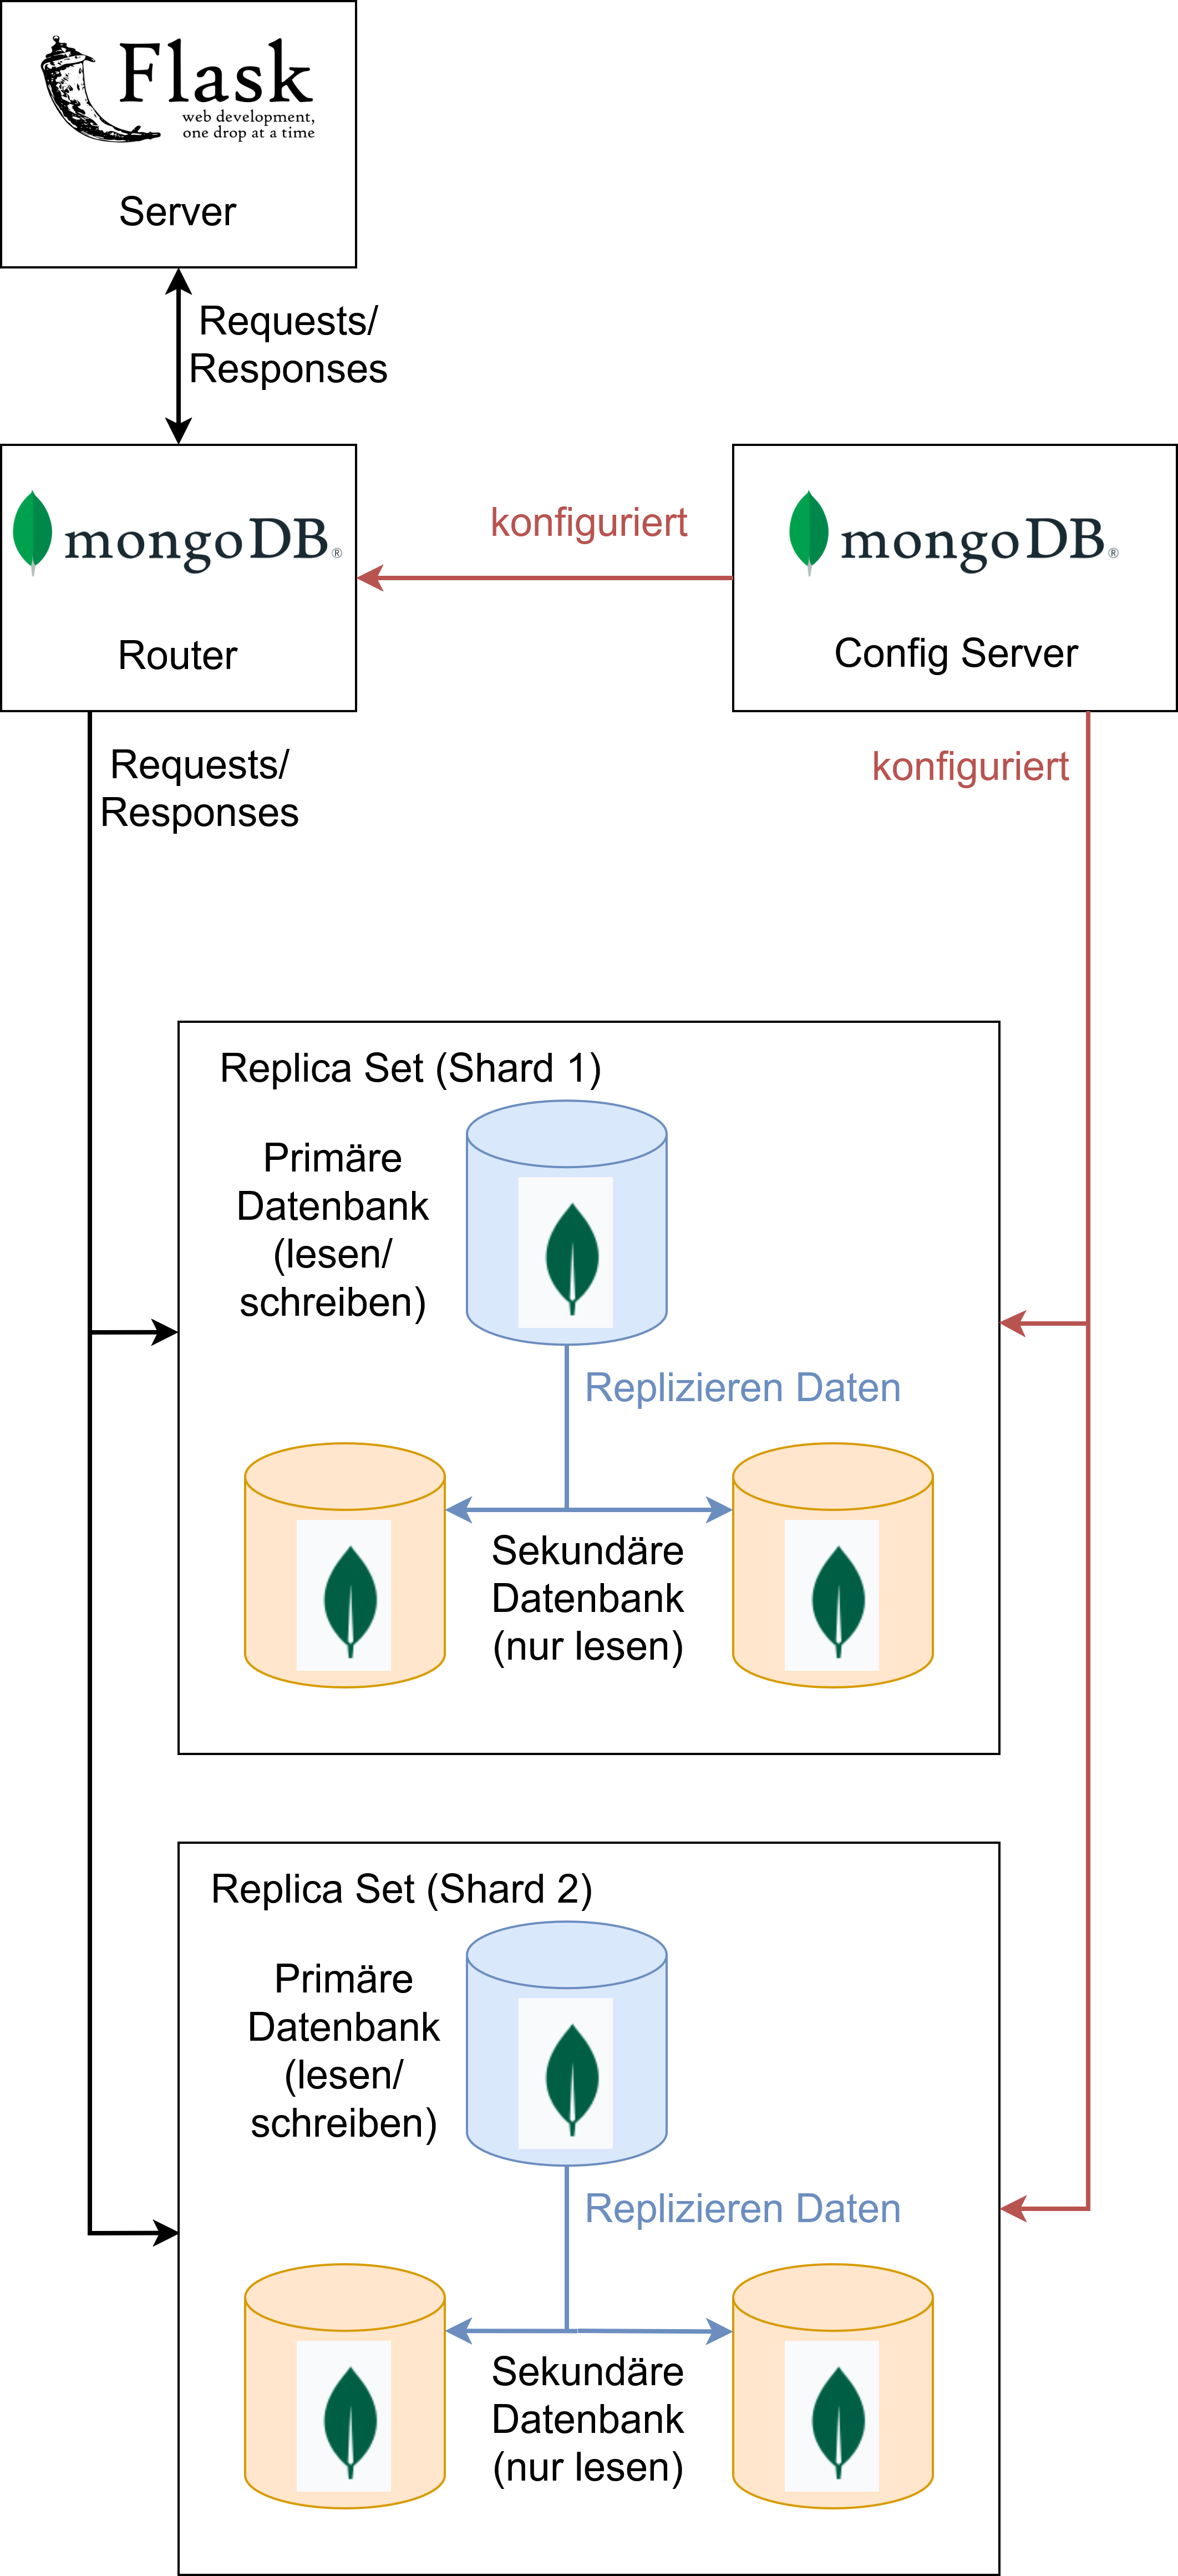 Flask
web development,
one drop at a time
Server
Requests/
Responses
mongoDB®
Router
konfiguriert
mongoDB®
Config Server
Requests/
Responses
konfiguriert
Replica Set (Shard 1)
Primäre
Datenbank
(lesen/
schreiben)
Replizieren Daten
Sekundäre
Datenbank
(nur lesen)
Replica Set (Shard 2)
Primäre
Datenbank
(lesen/
schreiben)
Replizieren Daten
Sekundäre
Datenbank
(nur lesen)